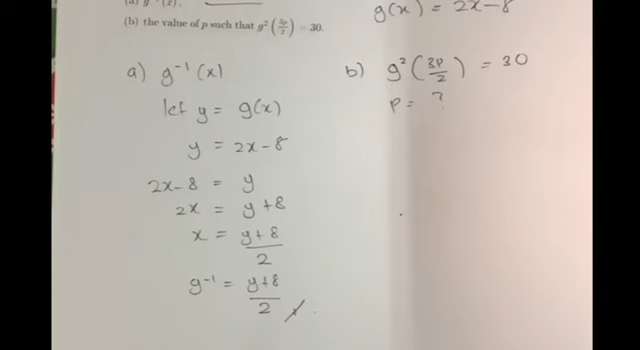 (b) the value of p such that g²(3p/2) = 30.
g(x) = 2x-8
a) g⁻¹(x)
let y = g(x)
y = 2x-8
2x-8 = y
2x = y+8
x = y+8/2
g⁻¹ = y+8/2
b) g²(3P/2) = 30
P = ?